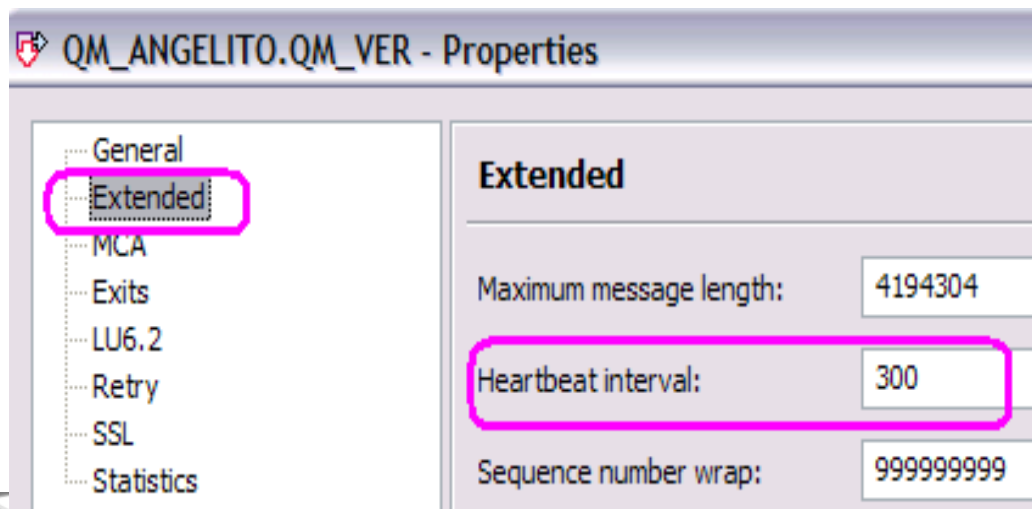 QM_ANGELITO.QM_VER - Properties
General
Extended
MCA
Exits
LU6.2
Retry
SSL
Statistics
Extended
Maximum message length: 4194304
Heartbeat interval: 300
Sequence number wrap: 999999999